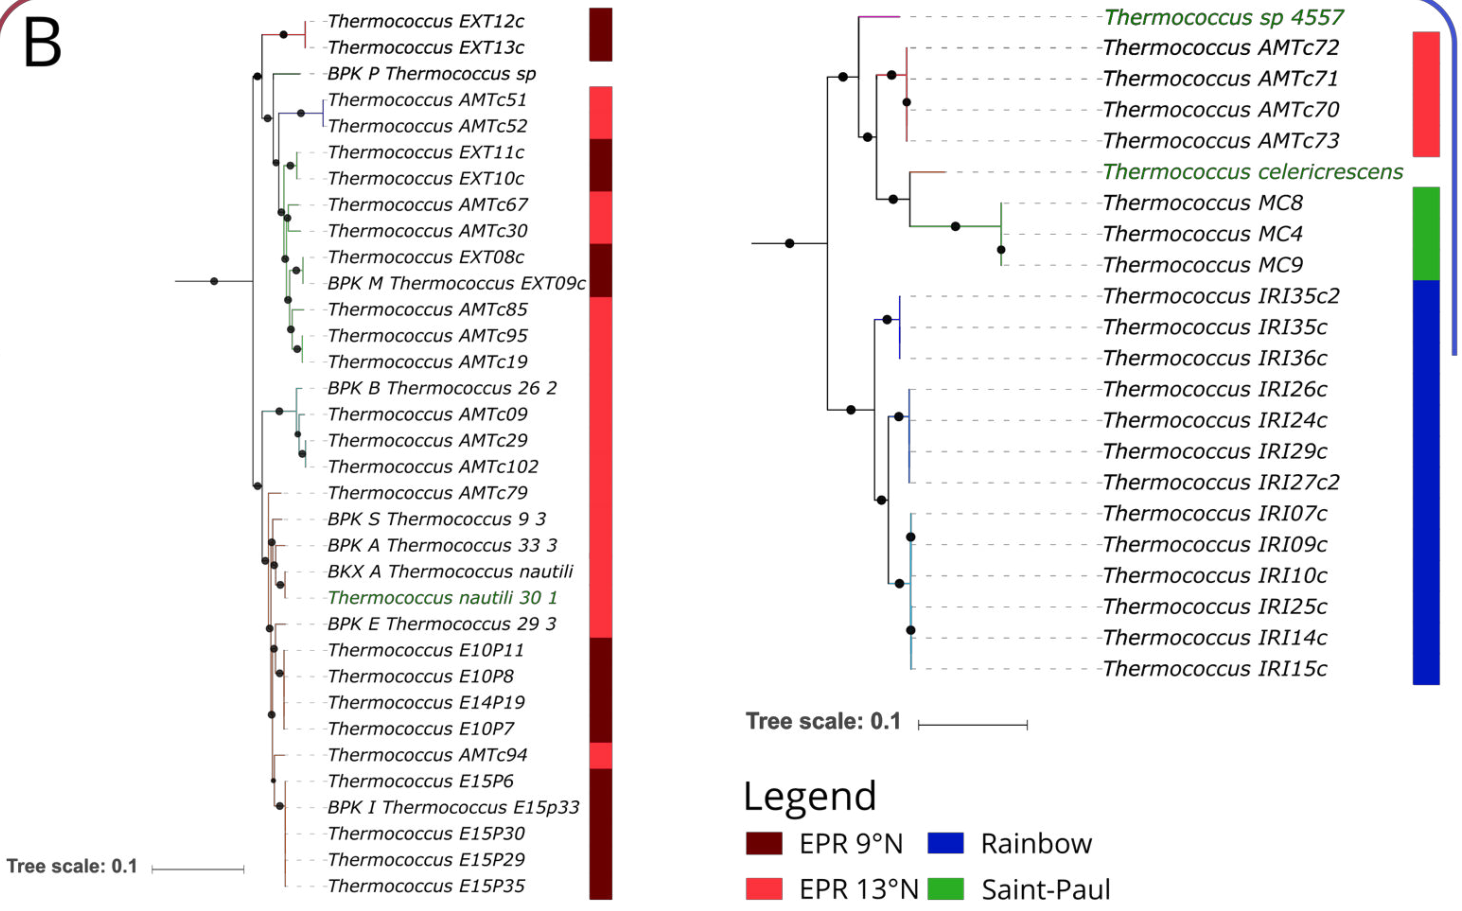 B
Thermococcus EXT12c
Thermococcus EXT13c
BPK P Thermococcus sp
Thermococcus AMTc51
Thermococcus AMTc52
Thermococcus EXT11c
Thermococcus EXT10c
Thermococcus AMTc67
Thermococcus AMTc30
Thermococcus EXT08c
BPK M Thermococcus EXT09c
Thermococcus AMTc85
Thermococcus AMTc95
Thermococcus AMTc19
BPK B Thermococcus 26 2
Thermococcus AMTc09
Thermococcus AMTc29
Thermococcus AMTc102
Thermococcus AMTc79
BPK S Thermococcus 9 3
BPK A Thermococcus 33 3
BKX A Thermococcus nautili
Thermococcus nautili 30 1
BPK E Thermococcus 29 3
Thermococcus E10P11
Thermococcus E10P8
Thermococcus E14P19
Thermococcus E10P7
Thermococcus AMTc94
Thermococcus E15P6
BPK I Thermococcus E15p33
Thermococcus E15P30
Thermococcus E15P29
Thermococcus E15P35
Tree scale: 0.1
Thermococcus sp 4557
Thermococcus AMTc72
Thermococcus AMTc71
Thermococcus AMTc70
Thermococcus AMTc73
Thermococcus celericrescens
Thermococcus MC8
Thermococcus MC4
Thermococcus MC9
Thermococcus IRI35c2
Thermococcus IRI35c
Thermococcus IRI36c
Thermococcus IRI26c
Thermococcus IRI24c
Thermococcus IRI29c
Thermococcus IRI27c2
Thermococcus IRI07c
Thermococcus IRI09c
Thermococcus IRI10c
Thermococcus IRI25c
Thermococcus IRI14c
Thermococcus IRI15c
Tree scale: 0.1
Legend
EPR 9°N
Rainbow
EPR 13°N
Saint-Paul